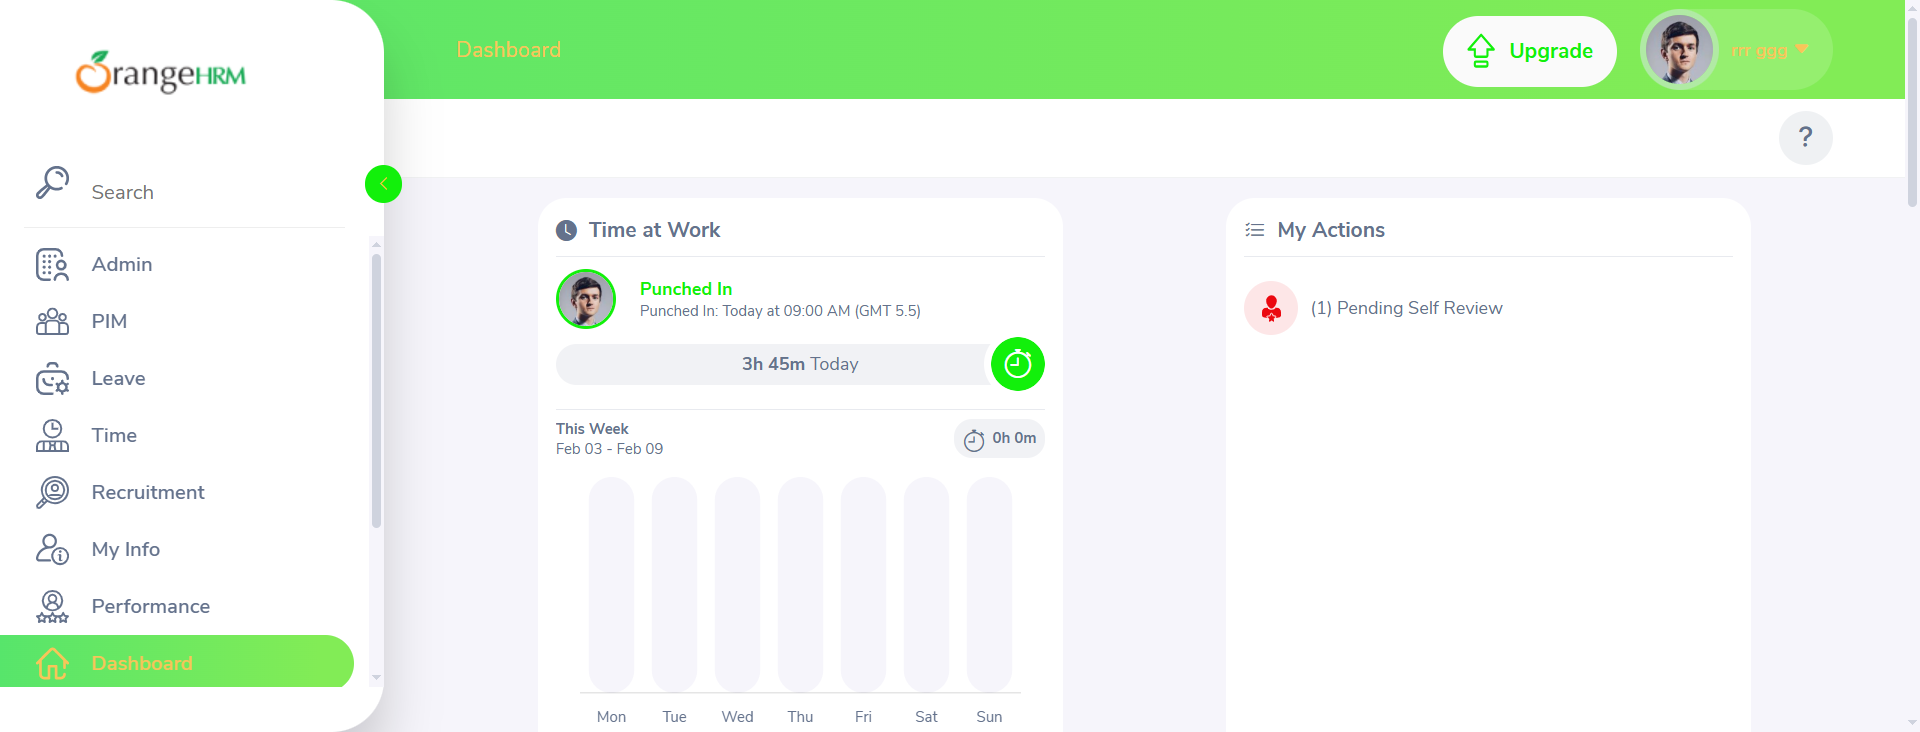 OrangeHRM
Search
Admin
PIM
Leave
Time
Recruitment
My Info
Performance
Dashboard
Dashboard
Upgrade
rrr ggg
?
Time at Work
Punched In
Punched In: Today at 09:00 AM (GMT 5.5)
3h 45m Today
This Week
Feb 03 - Feb 09
0h 0m
Mon Tue Wed Thu Fri Sat Sun
My Actions
(1) Pending Self Review